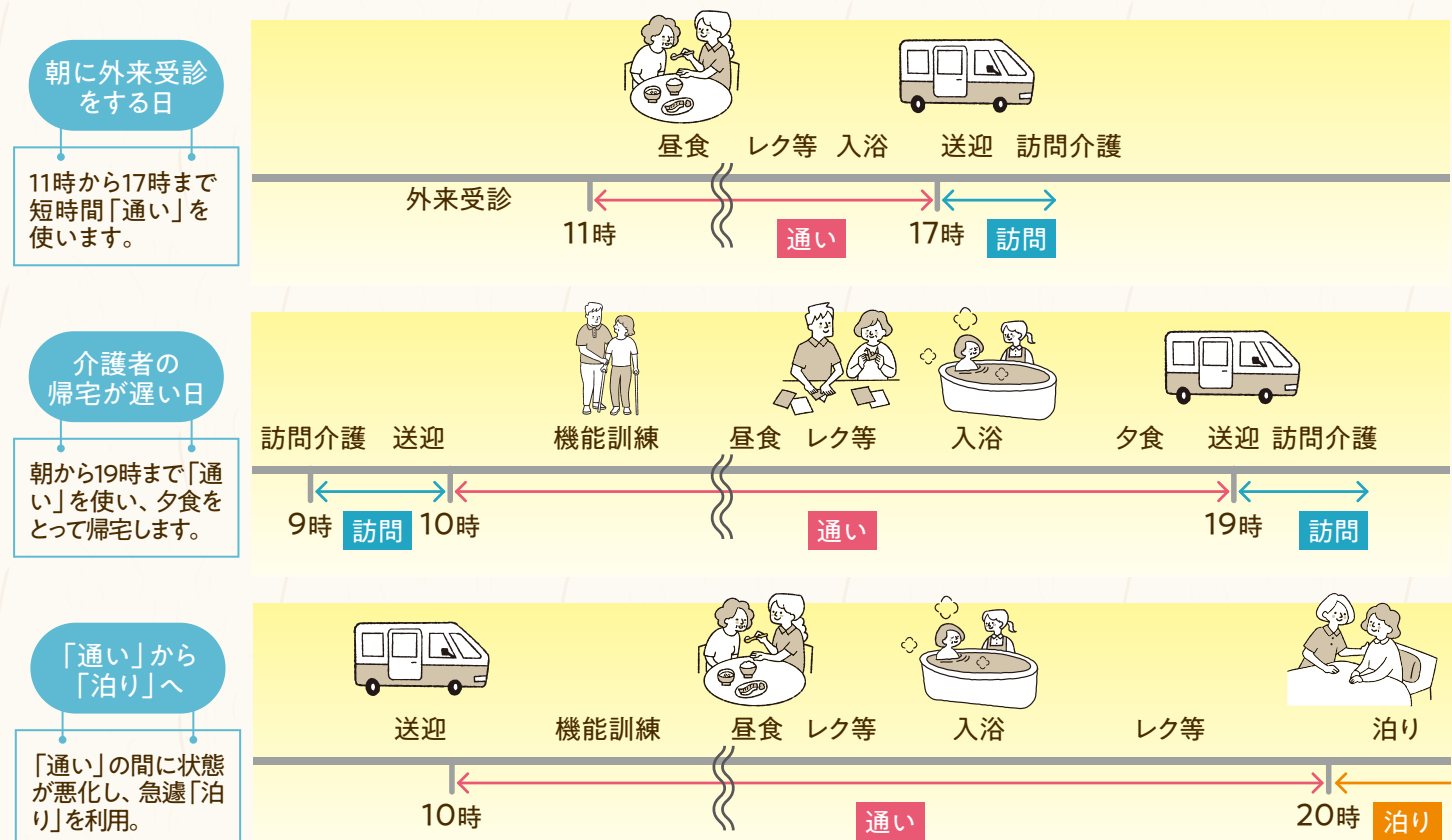 朝に外来受診
をする日
11時から17時まで
短時間「通い」を
使います。
昼食 レク等 入浴 送迎 訪問介護
外来受診
11時 通い 17時 訪問
介護者の
帰宅が遅い日
朝から19時まで「通
い」を使い、夕食を
とって帰宅します。
訪問介護 送迎 機能訓練 昼食 レク等 入浴 夕食 送迎 訪問介護
9時 訪問 10時 通い 19時 訪問
「通い」から
「泊り」へ
「通い」の間に状態
が悪化し、急遽「泊
り」を利用。
送迎 機能訓練 昼食 レク等 入浴 レク等 泊り
10時 通い 20時 泊り